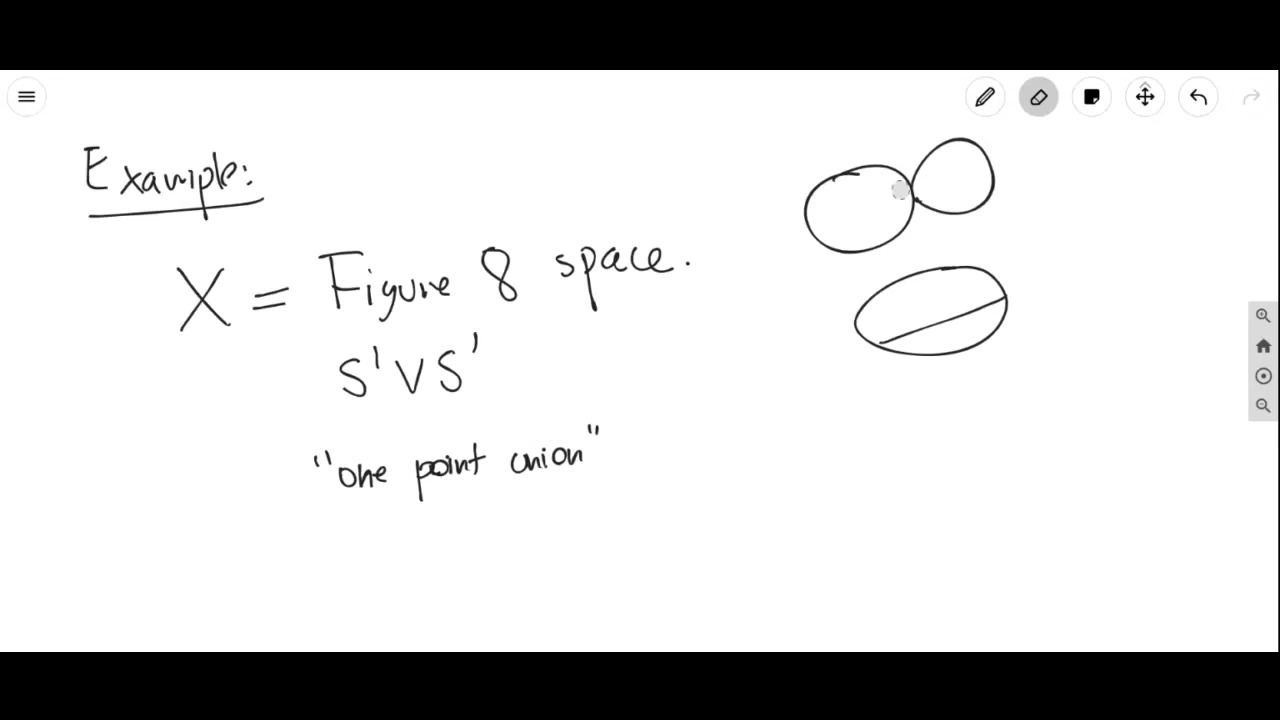 Example:
X = Figure 8 space.
S¹ ∨ S¹
"one point union"